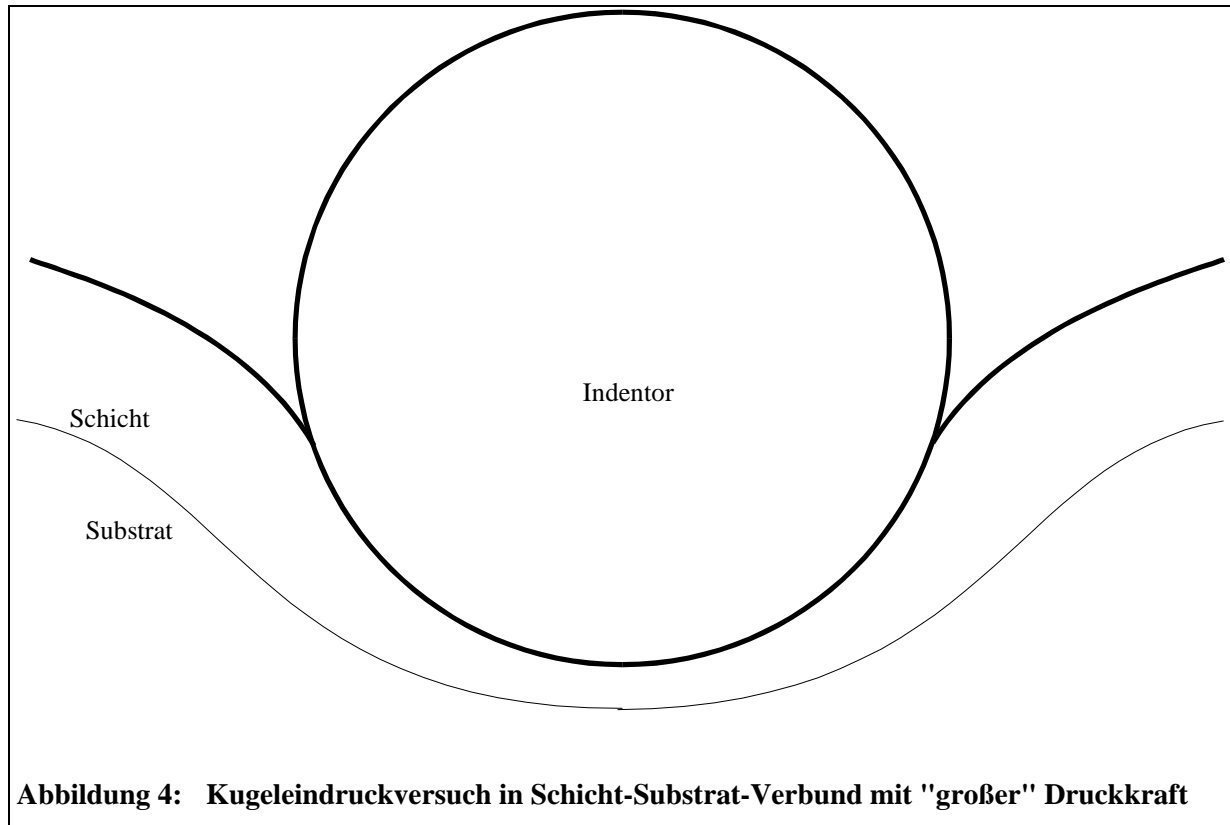 Indentor
Schicht
Substrat
Abbildung 4: Kugeleindruckversuch in Schicht-Substrat-Verbund mit "großer" Druckkraft